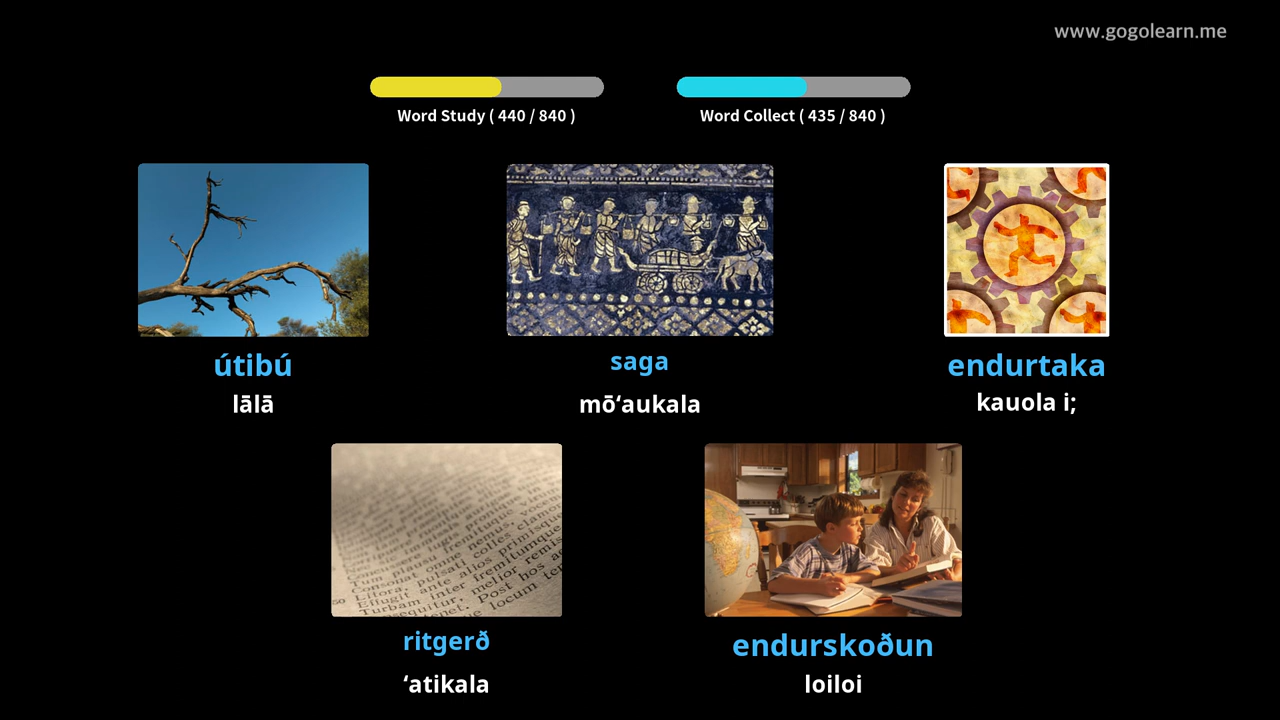 www.gogolearn.me
Word Study ( 440 / 840 )
Word Collect ( 435 / 840 )
útibú
lālā
saga
mōʻaukala
endurtaka
kauola i;
ritgerð
ʻatikala
endurskoðun
loiloi